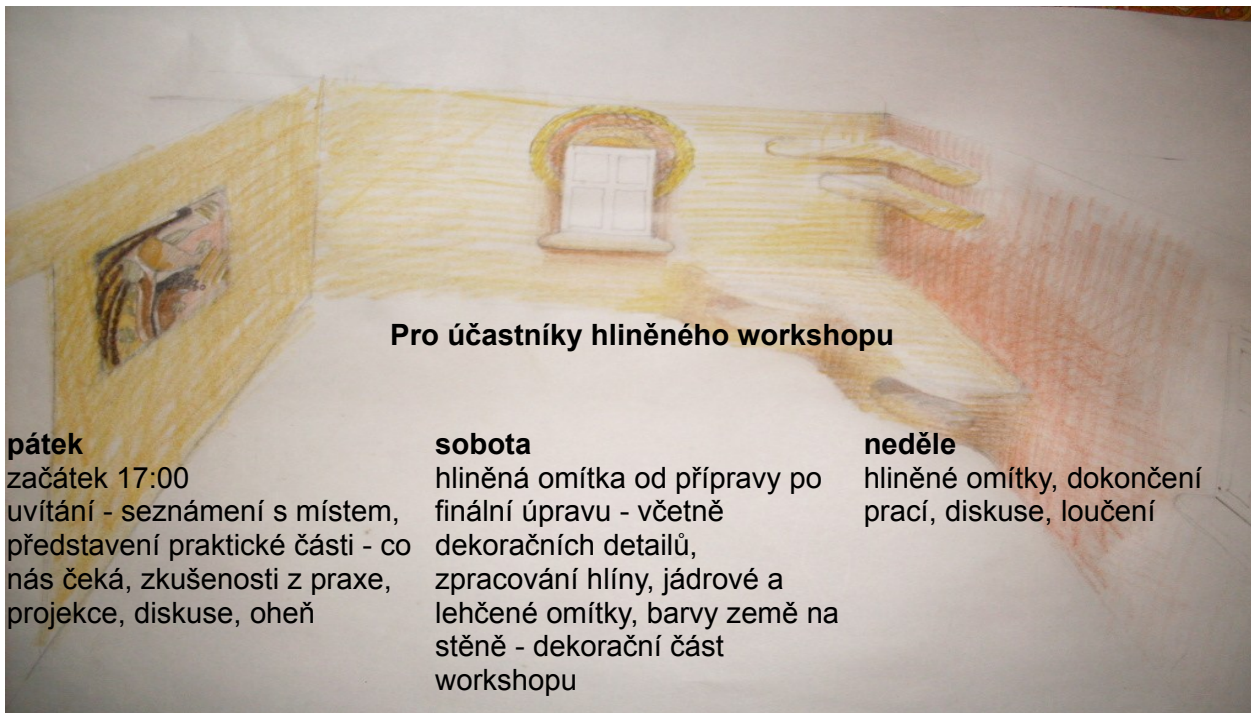 Pro účastníky hliněného workshopu
pátek
začátek 17:00
uvítání - seznámení s místem,
představení praktické části - co
nás čeká, zkušenosti z praxe,
projekce, diskuse, oheň
sobota
hliněná omítka od přípravy po
finální úpravu - včetně
dekoračních detailů,
zpracování hlíny, jádrové a
lehčené omítky, barvy země na
stěně - dekorační část
workshopu
neděle
hliněné omítky, dokončení
prací, diskuse, loučení